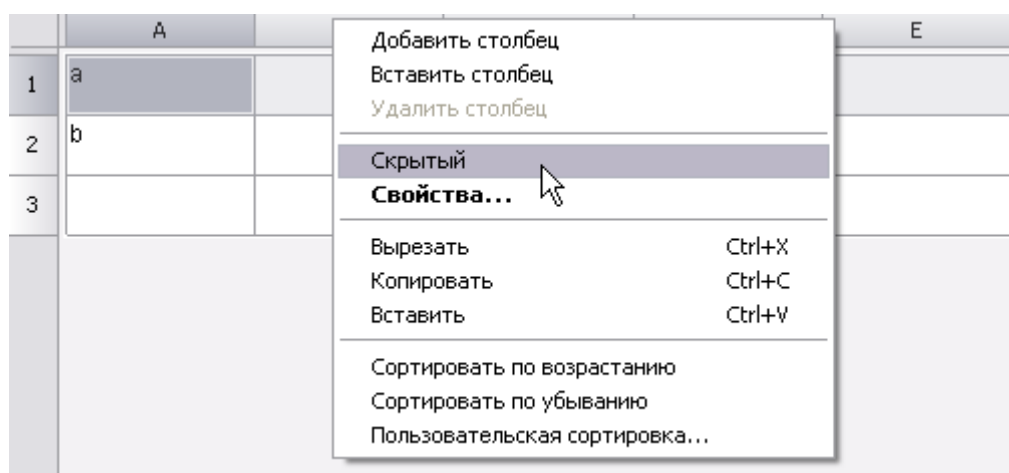 A E
1 a
2 b
3
Добавить столбец
Вставить столбец
Удалить столбец
Скрытый
Свойства...
Вырезать Ctrl+X
Копировать Ctrl+C
Вставить Ctrl+V
Сортировать по возрастанию
Сортировать по убыванию
Пользовательская сортировка...